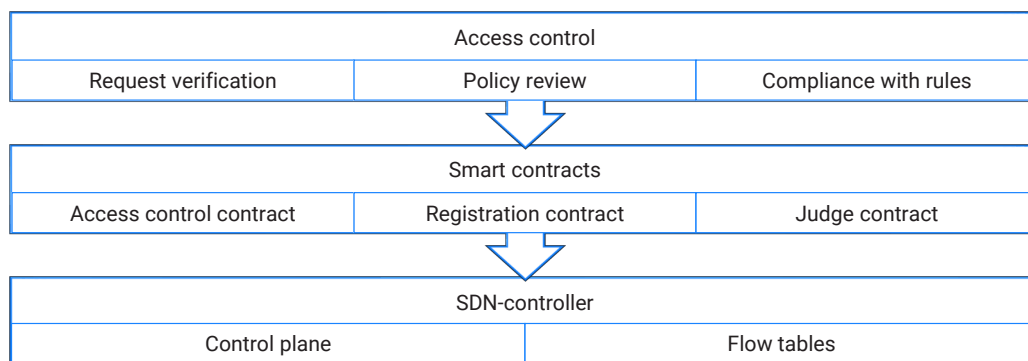 Access control
Request verification
Policy review
Compliance with rules
Smart contracts
Access control contract
Registration contract
Judge contract
SDN-controller
Control plane
Flow tables